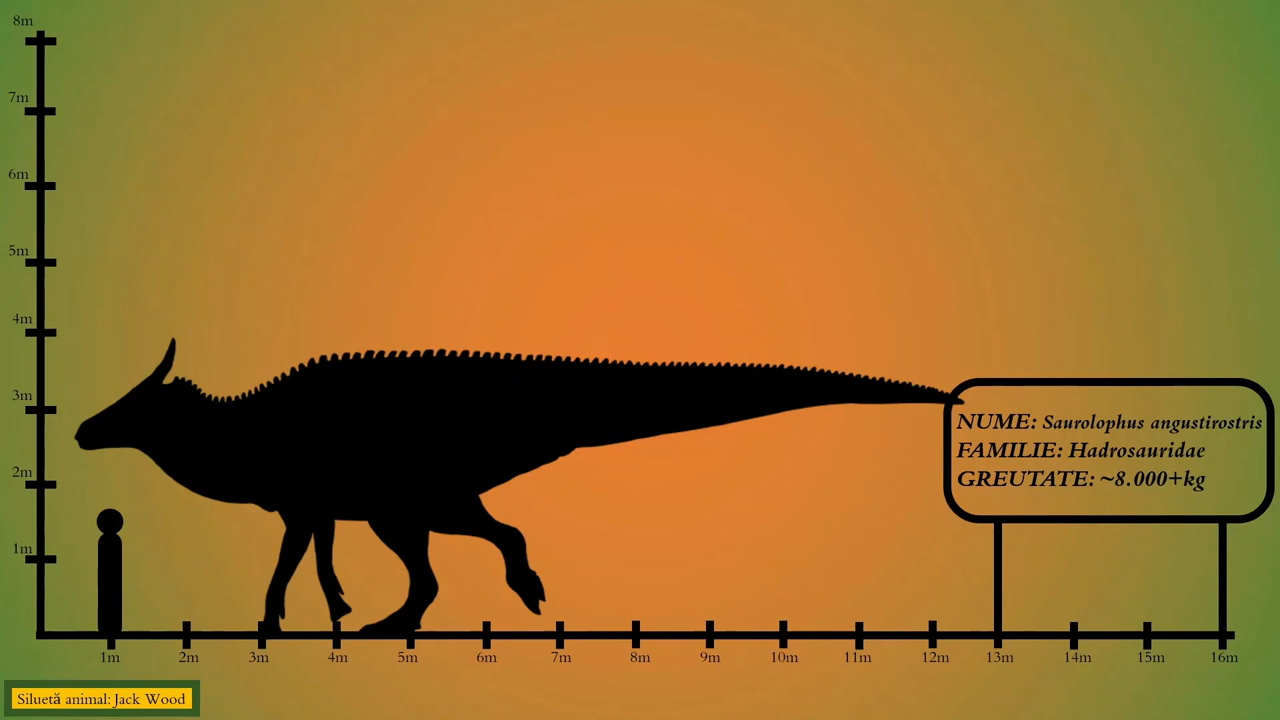 8m
7m
6m
5m
4m
3m
2m
1m
NUME: Saurolophus angustirostris
FAMILIE: Hadrosauridae
GREUTATE: ~8.000+kg
1m 2m 3m 4m 5m 6m 7m 8m 9m 10m 11m 12m 13m 14m 15m 16m
Siluetă animal: Jack Wood